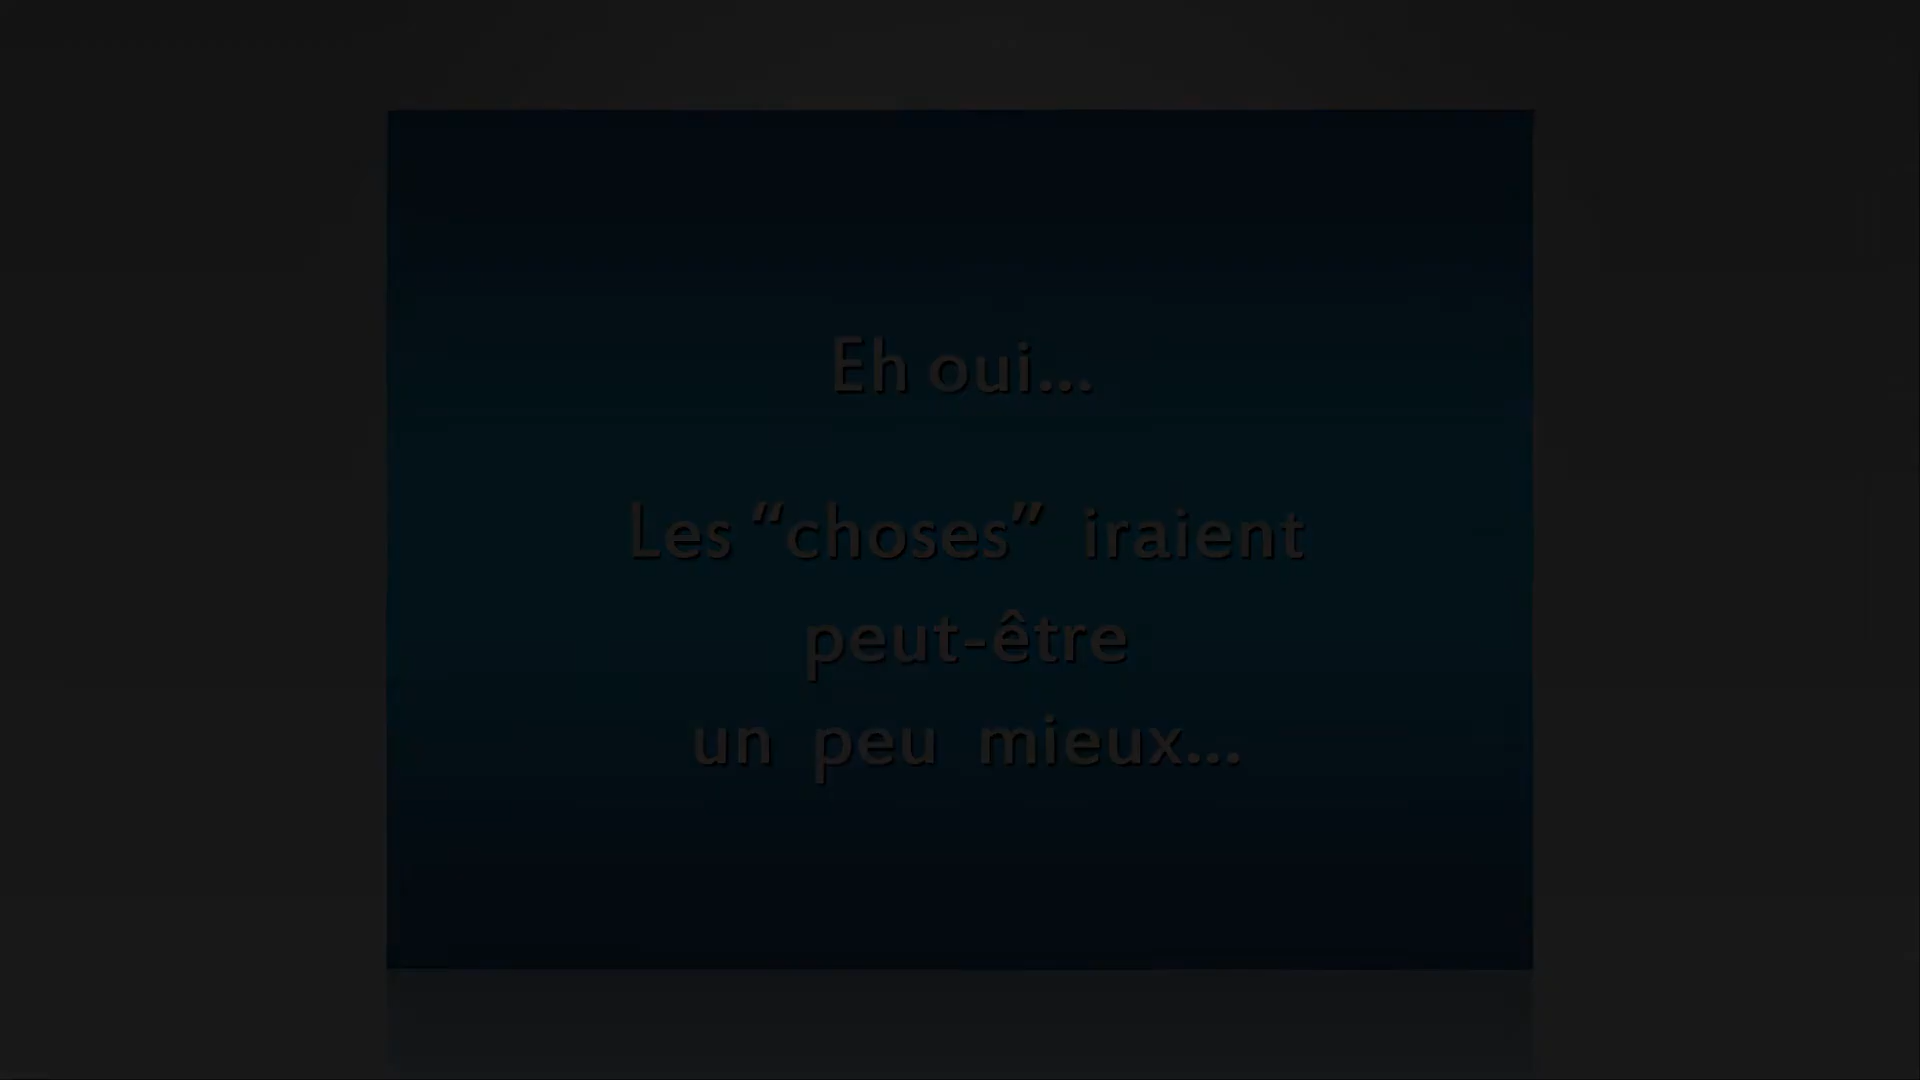 Eh oui...
Les “choses” iraient
peut-être
un peu mieux...